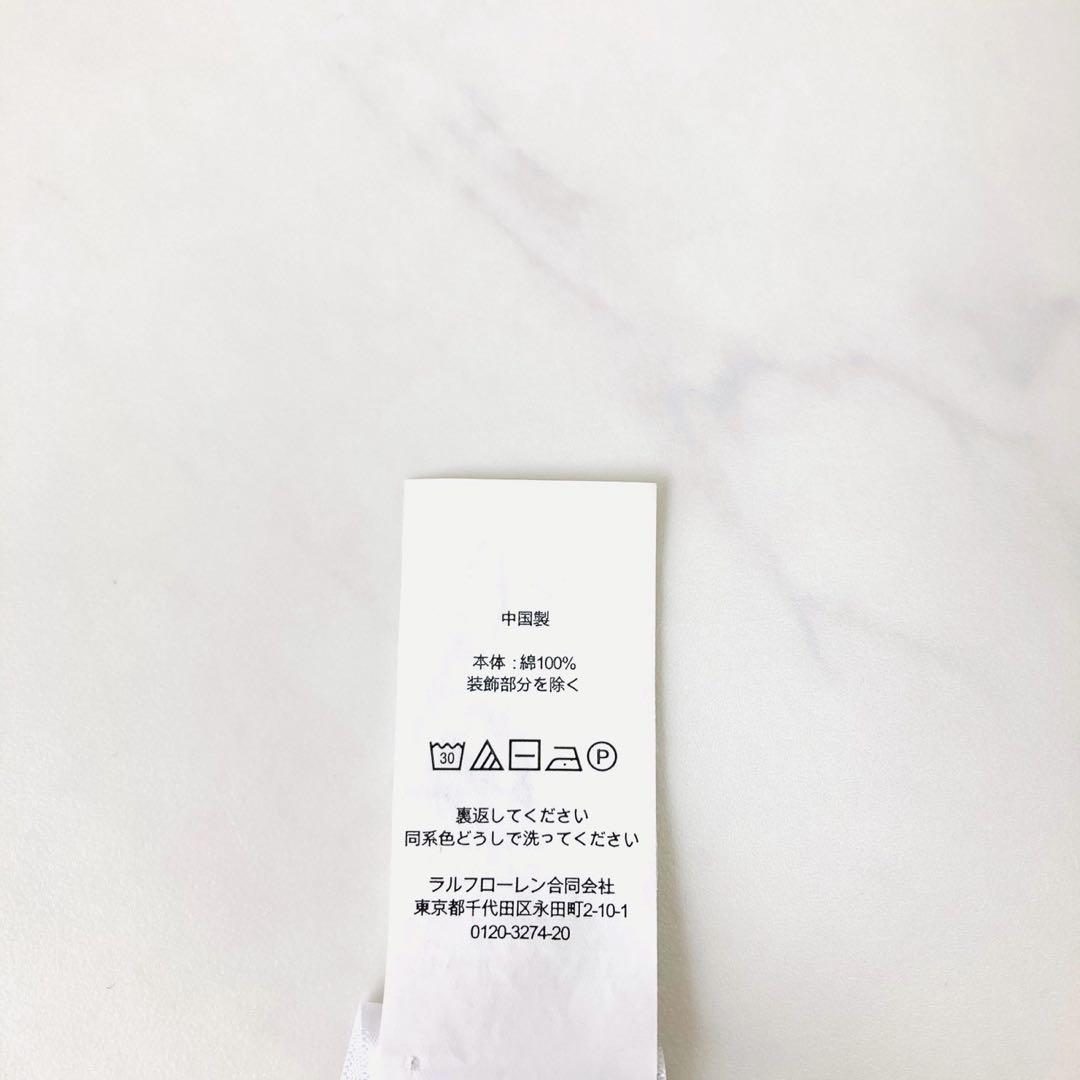 中国製
本体 : 綿100%
装飾部分を除く
30 P
裏返してください
同系色どうしで洗ってください
ラルフローレン合同会社
東京都千代田区永田町2-10-1
0120-3274-20